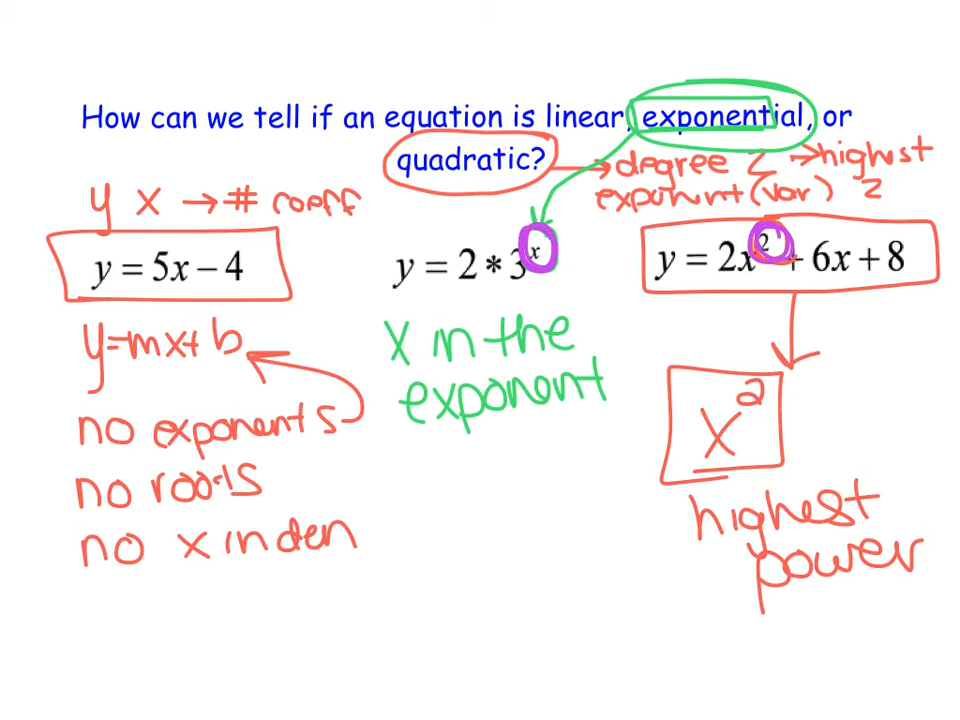 How can we tell if an equation is linear, exponential, or
quadratic?
→ degree 2 → highest
exponent (var) 2
y x → # coeff
y = 5x − 4
y = 2 * 3^x
y = 2x² + 6x + 8
y=mx+b
no exponents
no roots
no x in den
x in the
exponent
x²
highest
power